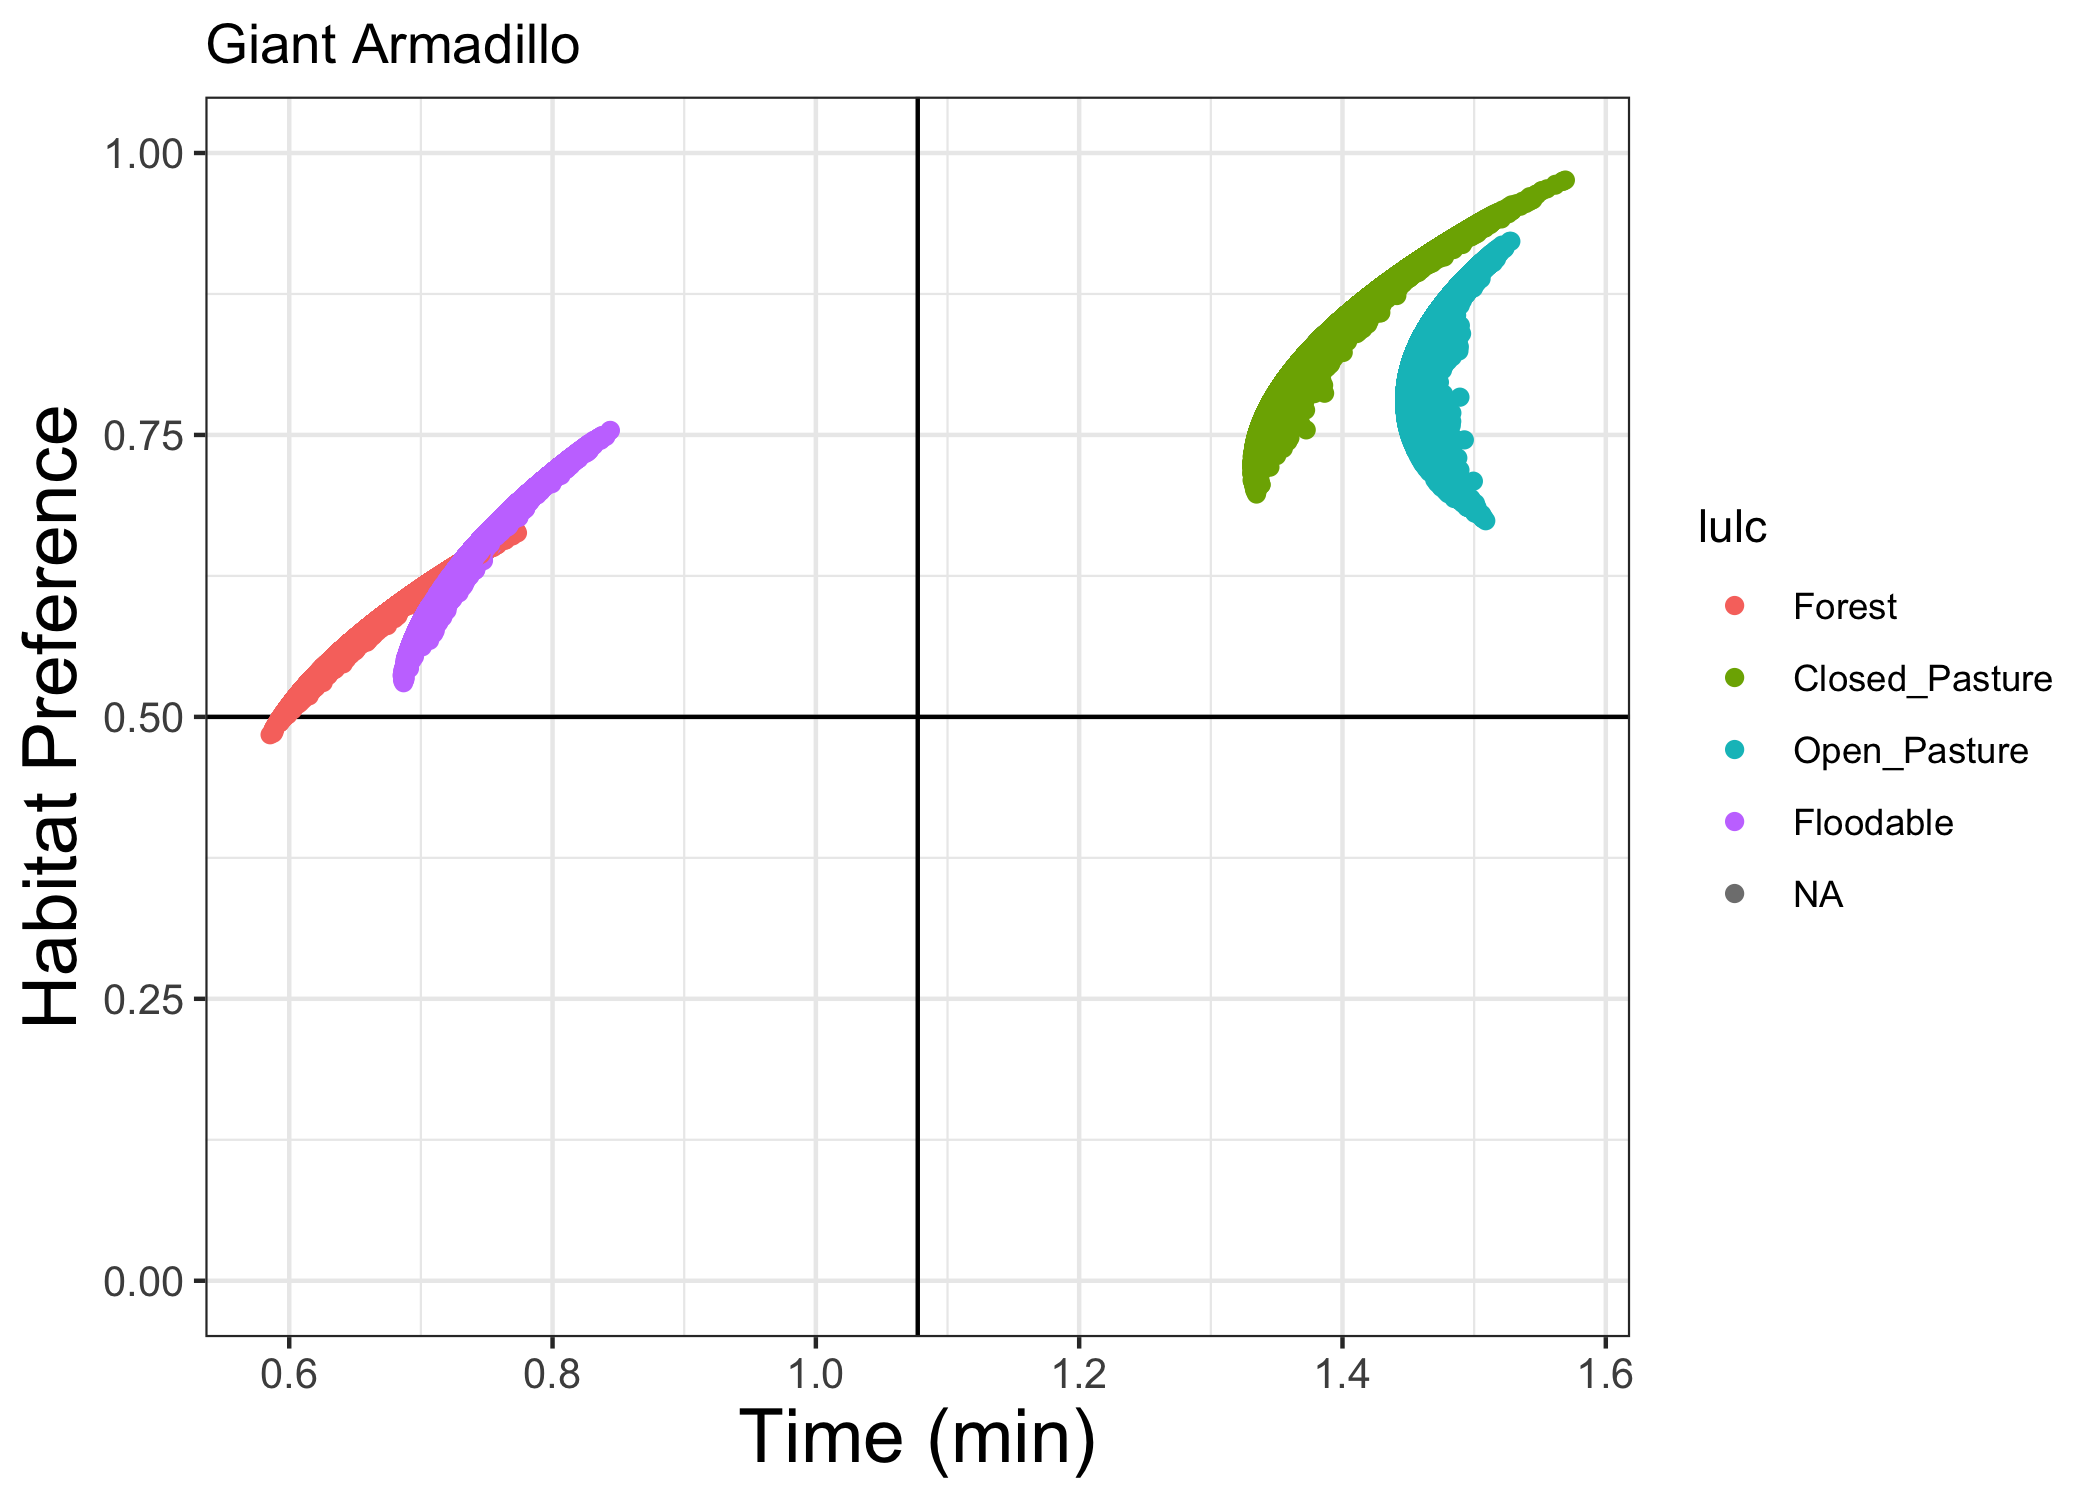 Giant Armadillo
Habitat Preference
1.00
0.75
0.50
0.25
0.00
0.6 0.8 1.0 1.2 1.4 1.6
Time (min)
lulc
Forest
Closed_Pasture
Open_Pasture
Floodable
NA